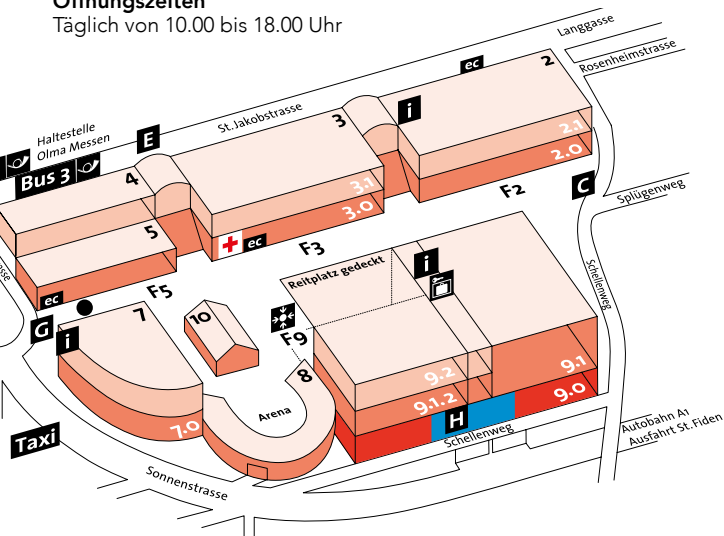 Öffnungszeiten
Täglich von 10.00 bis 18.00 Uhr
Langgasse
Rosenheimstrasse
ec
2
i
St.Jakobstrasse
3
E
Haltestelle
Olma Messen
Bus 3
4
2.1
2.0
C
Splügenweg
F2
3.1
3.0
ec
F3
5
F5
ec
G
i
7
10
Reitplatz gedeckt
i
Schellenweg
F9
8
Arena
7.0
9.2
9.1.2
9.1
9.0
H
Schellenweg
Taxi
Sonnenstrasse
Autobahn A1
Ausfahrt St.Fiden